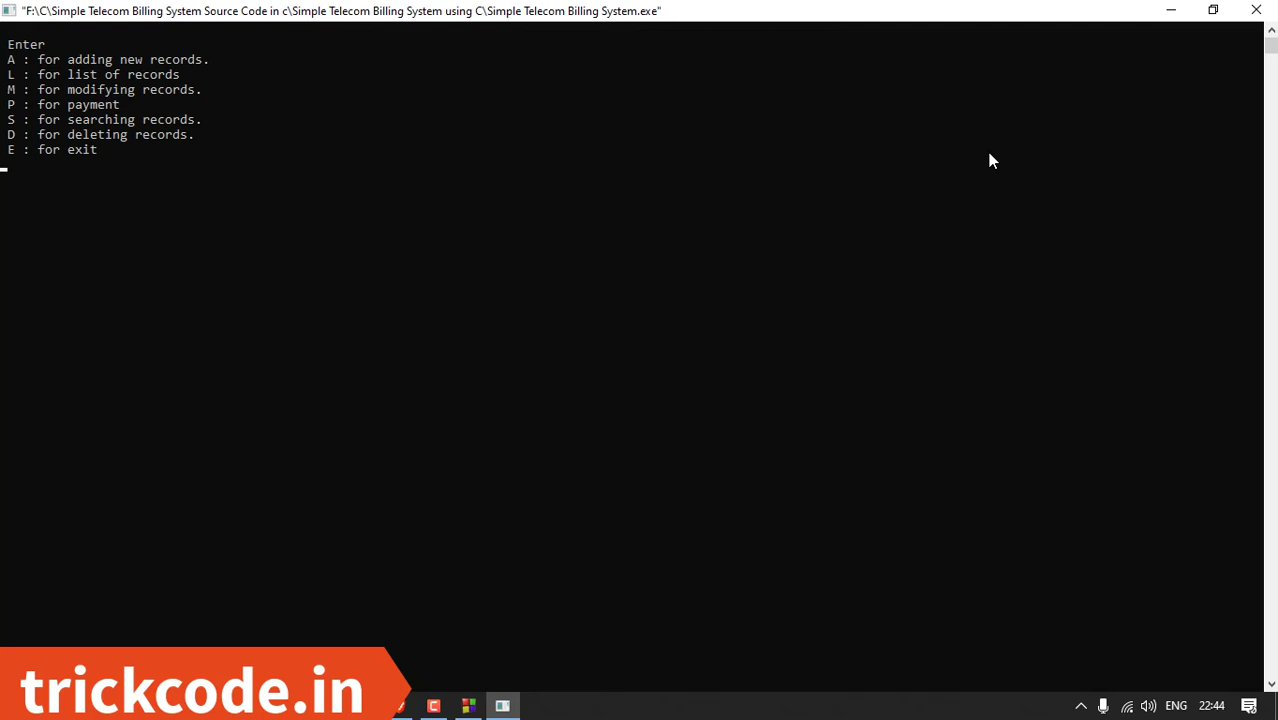 "F:\C\Simple Telecom Billing System Source Code in c\Simple Telecom Billing System using C\Simple Telecom Billing System.exe"
Enter
A : for adding new records.
L : for list of records
M : for modifying records.
P : for payment
S : for searching records.
D : for deleting records.
E : for exit
trickcode.in
ENG
22:44